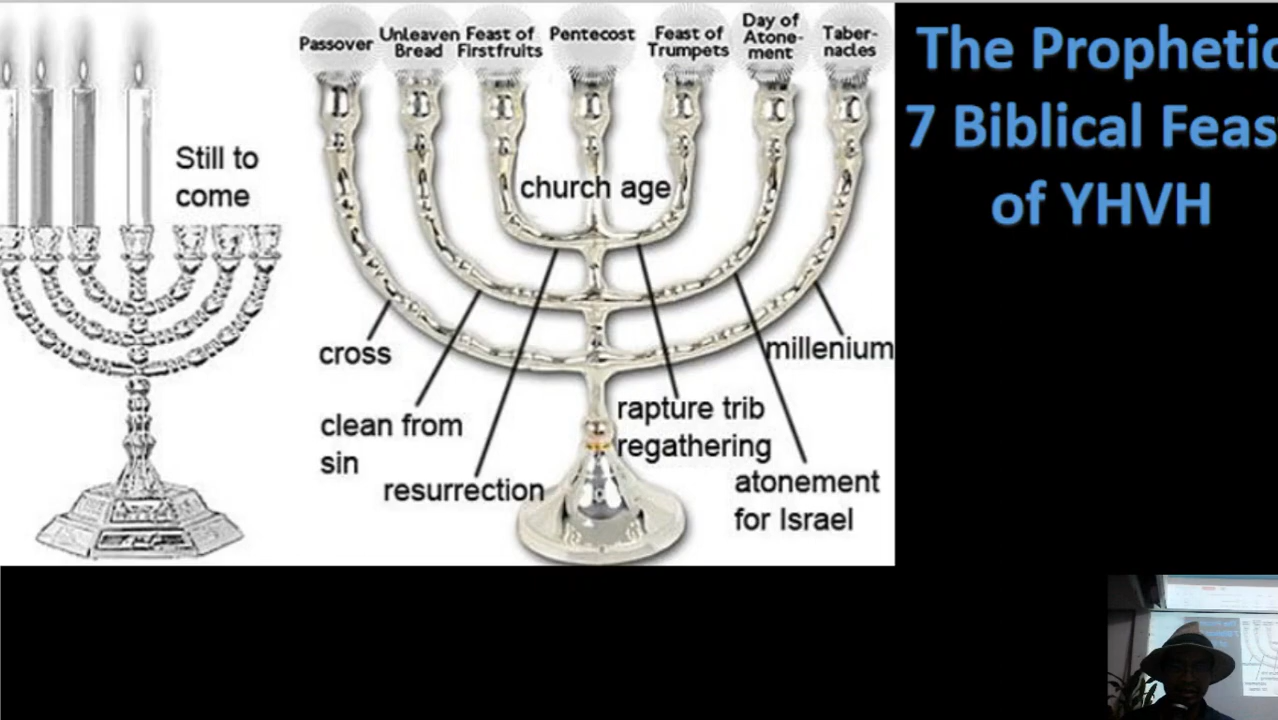 Passover
Unleaven
Bread
Feast of
Firstfruits
Pentecost
Feast of
Trumpets
Day of
Atone-
ment
Taber-
nacles
The Prophetic
7 Biblical Feas
of YHVH
Still to
come
church age
cross
millenium
clean from
sin
rapture trib
regathering
resurrection
atonement
for Israel